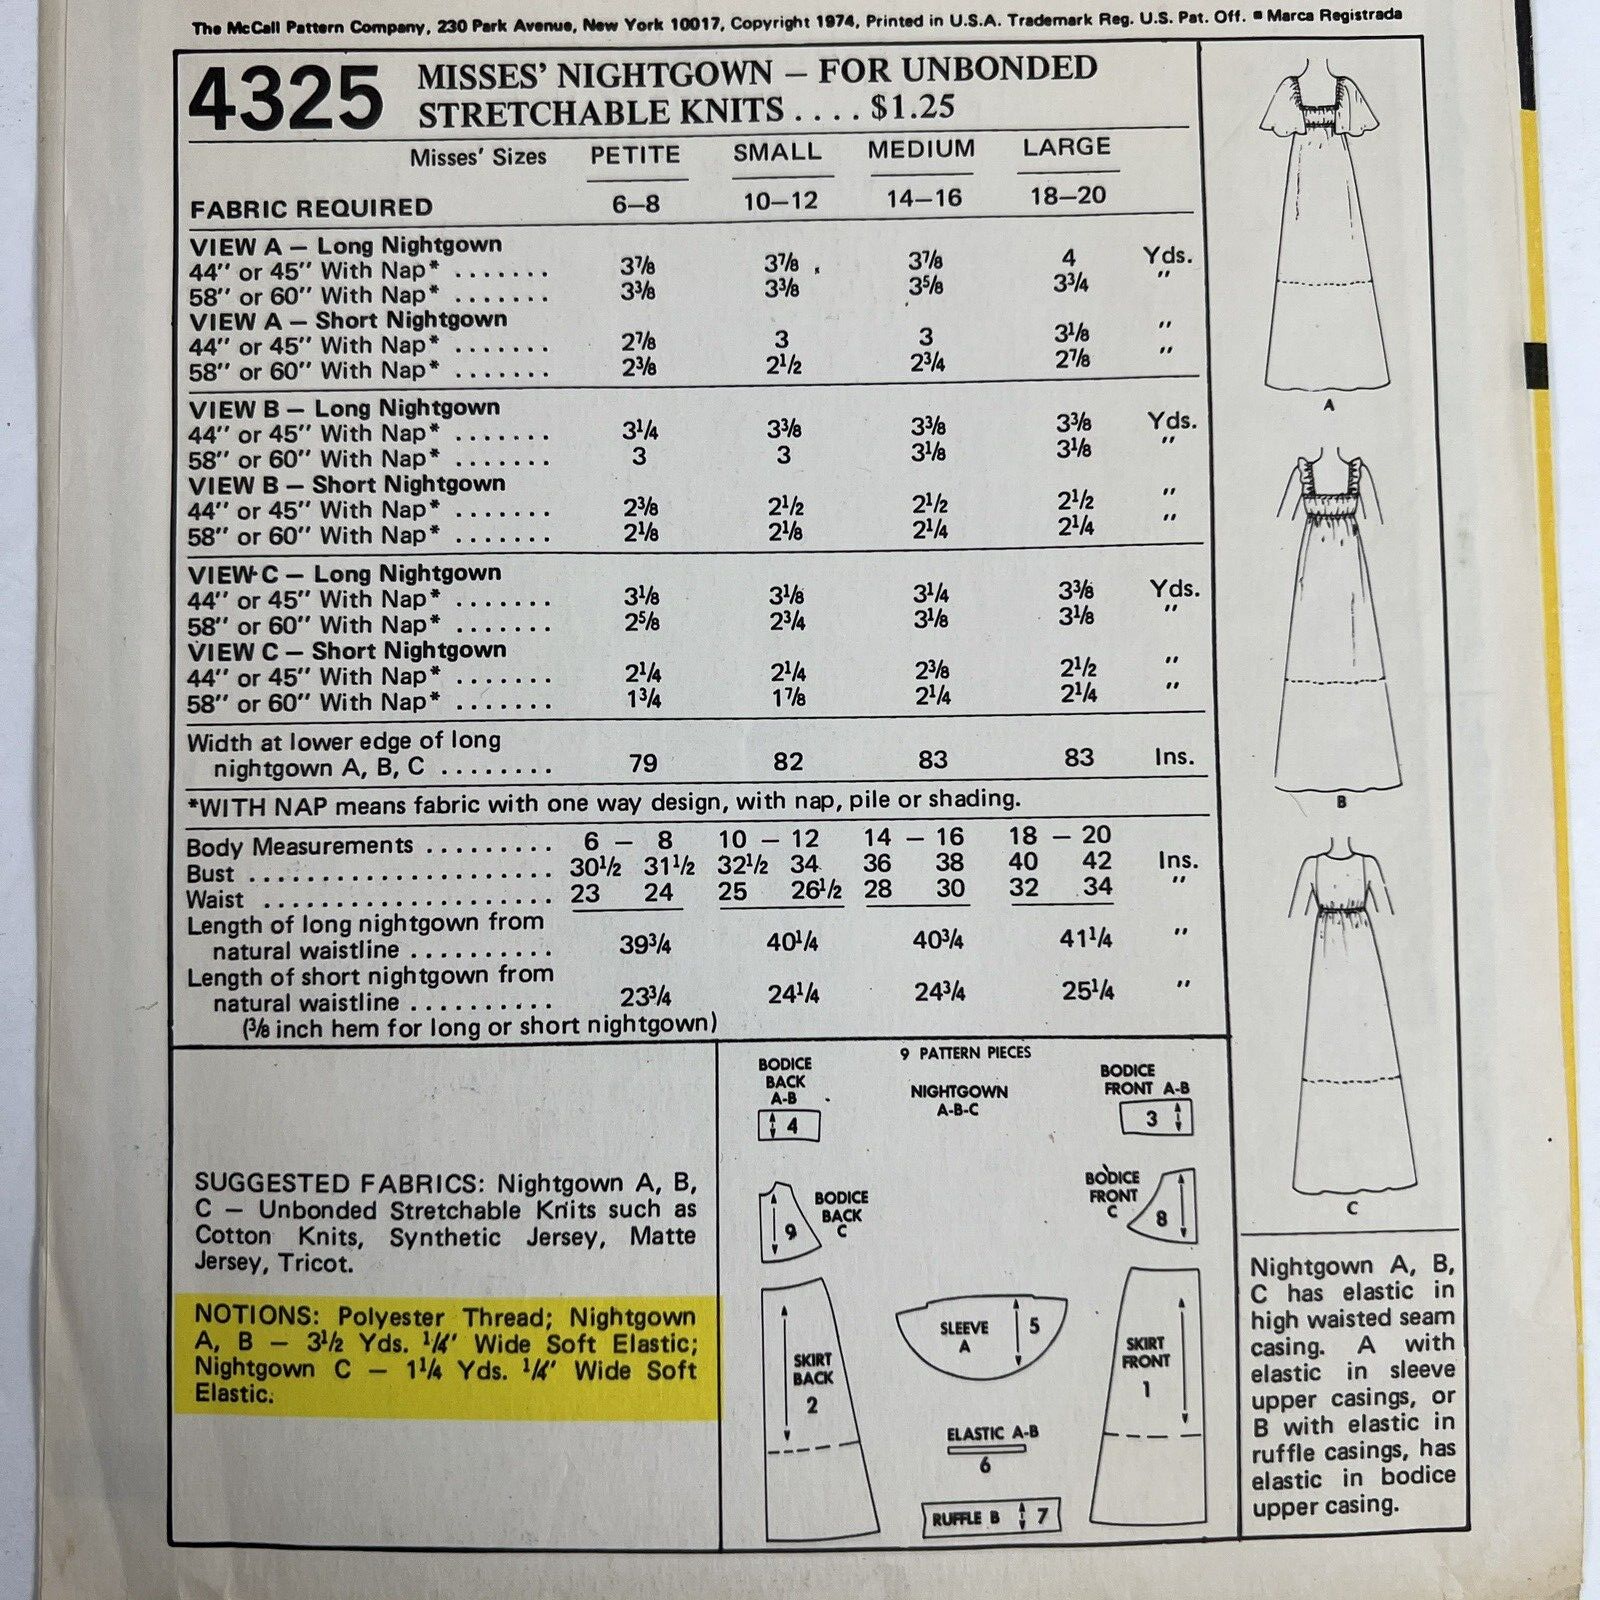 The McCall Pattern Company, 230 Park Avenue, New York 10017, Copyright 1974, Printed in U.S.A. Trademark Reg. U.S. Pat. Off. ■ Marca Registrada
4325 MISSES' NIGHTGOWN – FOR UNBONDED
STRETCHABLE KNITS .... $1.25
Misses' Sizes PETITE SMALL MEDIUM LARGE
FABRIC REQUIRED 6–8 10–12 14–16 18–20
VIEW A – Long Nightgown
44" or 45" With Nap* ....... 3⅞ 3⅞ 3⅞ 4 Yds.
58" or 60" With Nap* ....... 3⅜ 3⅜ 3⅝ 3¾ "
VIEW A – Short Nightgown
44" or 45" With Nap* ....... 2⅞ 3 3 3⅛ "
58" or 60" With Nap* ....... 2⅜ 2½ 2¾ 2⅞ "
VIEW B – Long Nightgown
44" or 45" With Nap* ....... 3¼ 3⅜ 3⅜ 3⅜ Yds.
58" or 60" With Nap* ....... 3 3 3⅛ 3⅛ "
VIEW B – Short Nightgown
44" or 45" With Nap* ....... 2⅜ 2½ 2½ 2½ "
58" or 60" With Nap* ....... 2⅛ 2⅛ 2¼ 2¼ "
VIEW C – Long Nightgown
44" or 45" With Nap* ....... 3⅛ 3⅛ 3¼ 3⅜ Yds.
58" or 60" With Nap* ....... 2⅝ 2¾ 3⅛ 3⅛ "
VIEW C – Short Nightgown
44" or 45" With Nap* ....... 2¼ 2¼ 2⅜ 2½ "
58" or 60" With Nap* ....... 1¾ 1⅞ 2¼ 2¼ "
Width at lower edge of long
nightgown A, B, C ........ 79 82 83 83 Ins.
*WITH NAP means fabric with one way design, with nap, pile or shading.
Body Measurements ......... 6 – 8 10 – 12 14 – 16 18 – 20
Bust ...................... 30½ 31½ 32½ 34 36 38 40 42 Ins.
Waist .................... 23 24 25 26½ 28 30 32 34 "
Length of long nightgown from
natural waistline .......... 39¾ 40¼ 40¾ 41¼ "
Length of short nightgown from
natural waistline .......... 23¾ 24¼ 24¾ 25¼ "
(⅜ inch hem for long or short nightgown)
A
B
C
SUGGESTED FABRICS: Nightgown A, B,
C – Unbonded Stretchable Knits such as
Cotton Knits, Synthetic Jersey, Matte
Jersey, Tricot.
NOTIONS: Polyester Thread; Nightgown
A, B – 3½ Yds. ¼" Wide Soft Elastic;
Nightgown C – 1¼ Yds. ¼" Wide Soft
Elastic.
9 PATTERN PIECES
NIGHTGOWN
A-B-C
BODICE
BACK
A-B
4
BODICE
FRONT A-B
3
9
BODICE
BACK
C
BODICE
FRONT
C
8
SKIRT
BACK
2
SLEEVE
A
5
SKIRT
FRONT
1
ELASTIC A-B
6
RUFFLE B 7
Nightgown A, B,
C has elastic in
high waisted seam
casing. A with
elastic in sleeve
upper casings, or
B with elastic in
ruffle casings, has
elastic in bodice
upper casing.